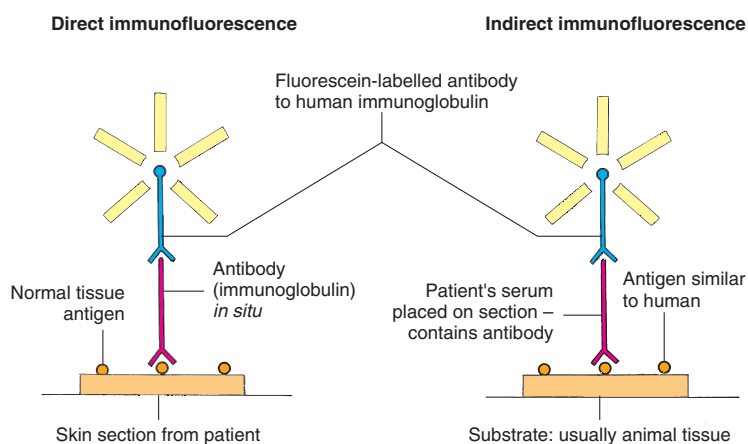 Direct immunofluorescence
Indirect immunofluorescence
Fluorescein-labelled antibody
to human immunoglobulin
Normal tissue
antigen
Antibody
(immunoglobulin)
in situ
Patient's serum
placed on section –
contains antibody
Antigen similar
to human
Skin section from patient
Substrate: usually animal tissue